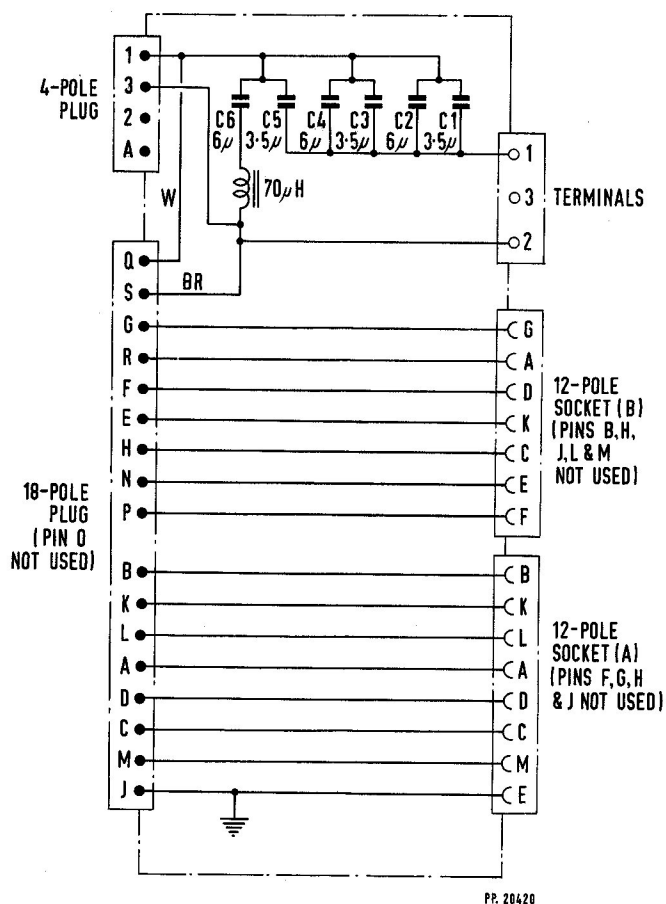 4-POLE
PLUG
1
3
2
A
C6
6μ
C5
3·5μ
C4
6μ
C3
3·5μ
C2
6μ
C1
3·5μ
70μH
W
BR
1
3
2
TERMINALS
18-POLE
PLUG
(PIN O
NOT USED)
Q
S
G
R
F
E
H
N
P
B
K
L
A
D
C
M
J
G
A
D
K
C
E
F
12-POLE
SOCKET (B)
(PINS B,H,
J,L & M
NOT USED)
B
K
L
A
D
C
M
E
12-POLE
SOCKET (A)
(PINS F,G,H
& J NOT USED)
PP. 20420